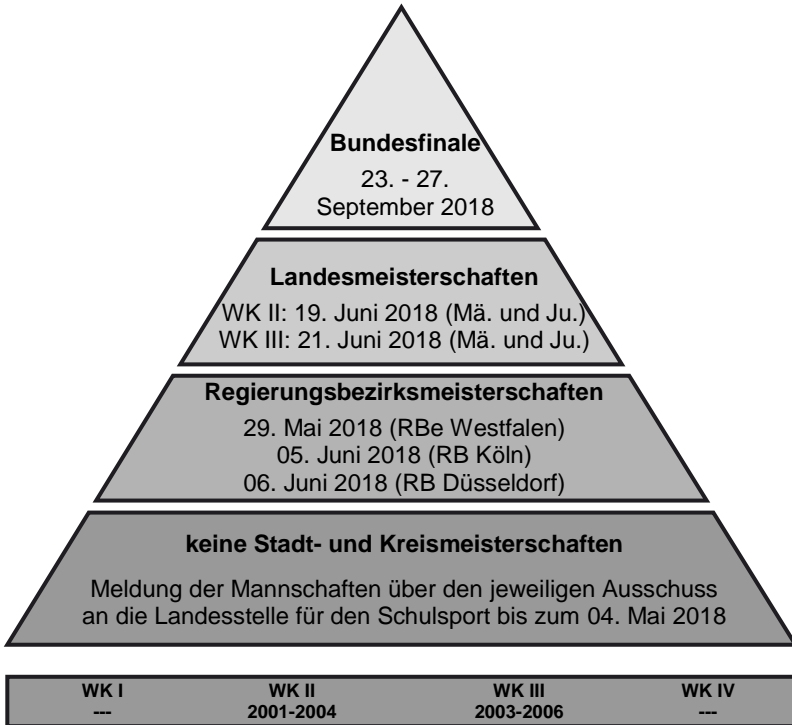 Bundesfinale
23. - 27.
September 2018
Landesmeisterschaften
WK II: 19. Juni 2018 (Mä. und Ju.)
WK III: 21. Juni 2018 (Mä. und Ju.)
Regierungsbezirksmeisterschaften
29. Mai 2018 (RBe Westfalen)
05. Juni 2018 (RB Köln)
06. Juni 2018 (RB Düsseldorf)
keine Stadt- und Kreismeisterschaften
Meldung der Mannschaften über den jeweiligen Ausschuss
an die Landesstelle für den Schulsport bis zum 04. Mai 2018
WK I WK II WK III WK IV
--- 2001-2004 2003-2006 ---